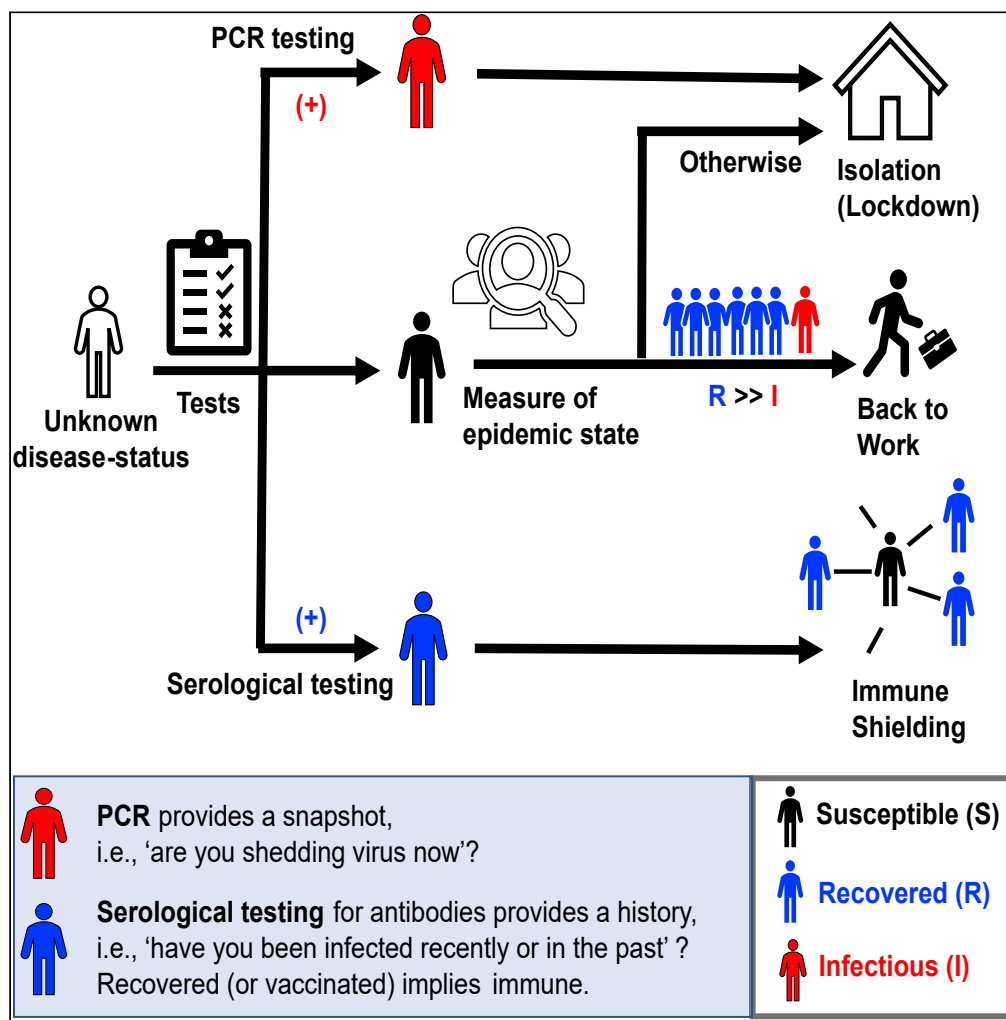 PCR testing
(+)
Otherwise
Isolation
(Lockdown)
Unknown
disease-status
Tests
Measure of
epidemic state
R >> I
Back to
Work
(+)
Serological testing
Immune
Shielding
PCR provides a snapshot,
i.e., ‘are you shedding virus now’?
Serological testing for antibodies provides a history,
i.e., ‘have you been infected recently or in the past’ ?
Recovered (or vaccinated) implies immune.
Susceptible (S)
Recovered (R)
Infectious (I)